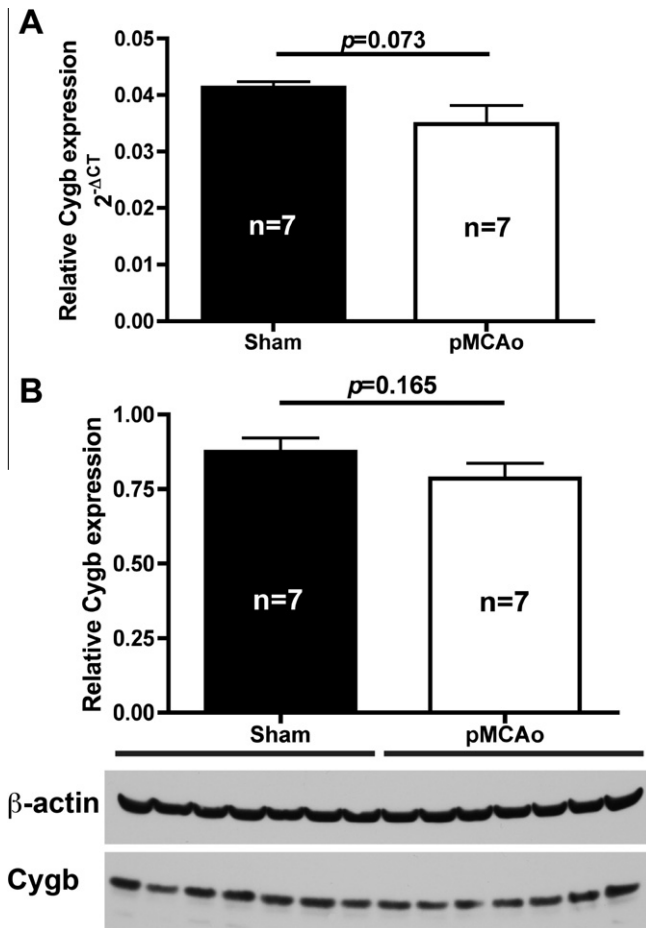 A
p=0.073
Relative Cygb expression
2^-ΔCT
0.05
0.04
0.03
0.02
0.01
0.00
n=7
n=7
Sham
pMCAo
B
p=0.165
Relative Cygb expression
1.00
0.75
0.50
0.25
0.00
n=7
n=7
Sham
pMCAo
β-actin
Cygb